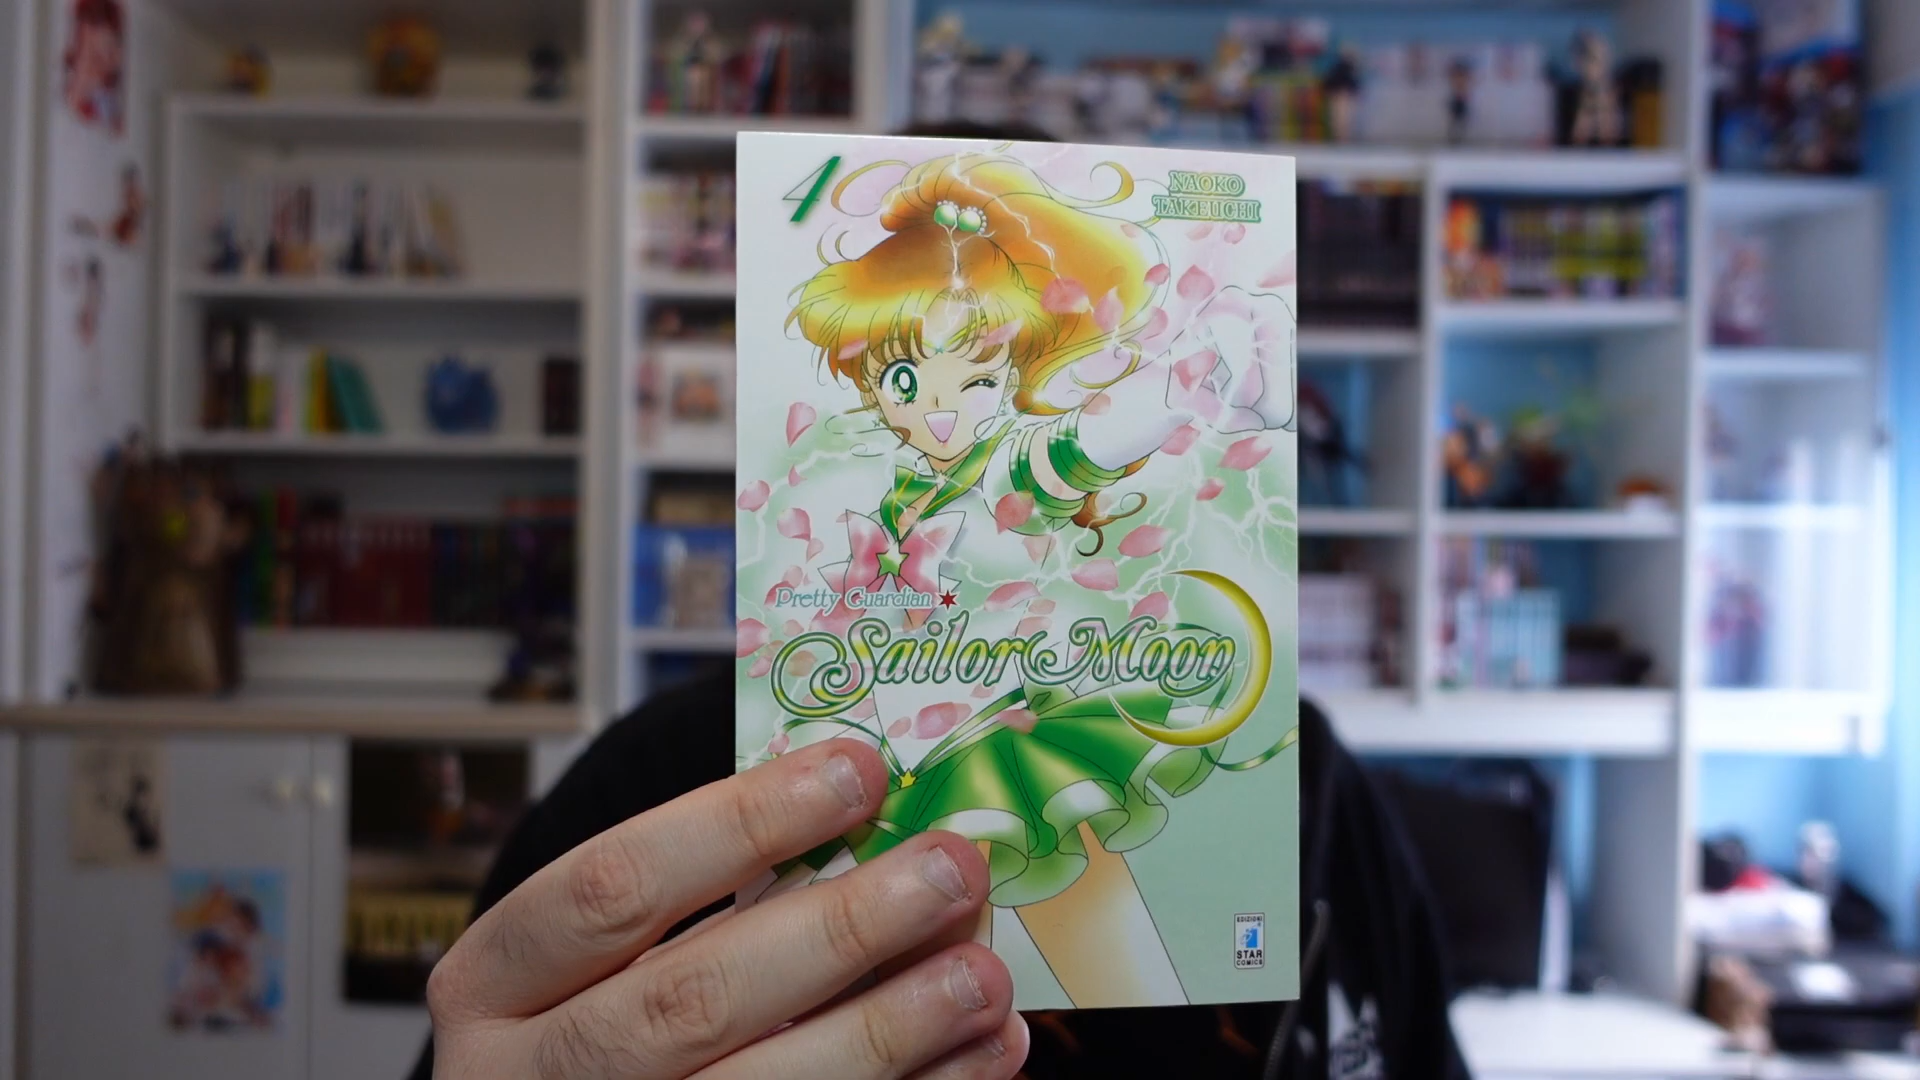 4
NAOKO
TAKEUCHI
Pretty Guardian
Sailor Moon
EDIZIONI
STAR
COMICS